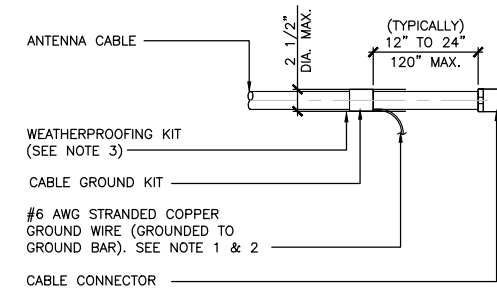 ANTENNA CABLE
2 1/2"
DIA. MAX.
(TYPICALLY)
12" TO 24"
120" MAX.
WEATHERPROOFING KIT
(SEE NOTE 3)
CABLE GROUND KIT
#6 AWG STRANDED COPPER
GROUND WIRE (GROUNDED TO
GROUND BAR). SEE NOTE 1 & 2
CABLE CONNECTOR